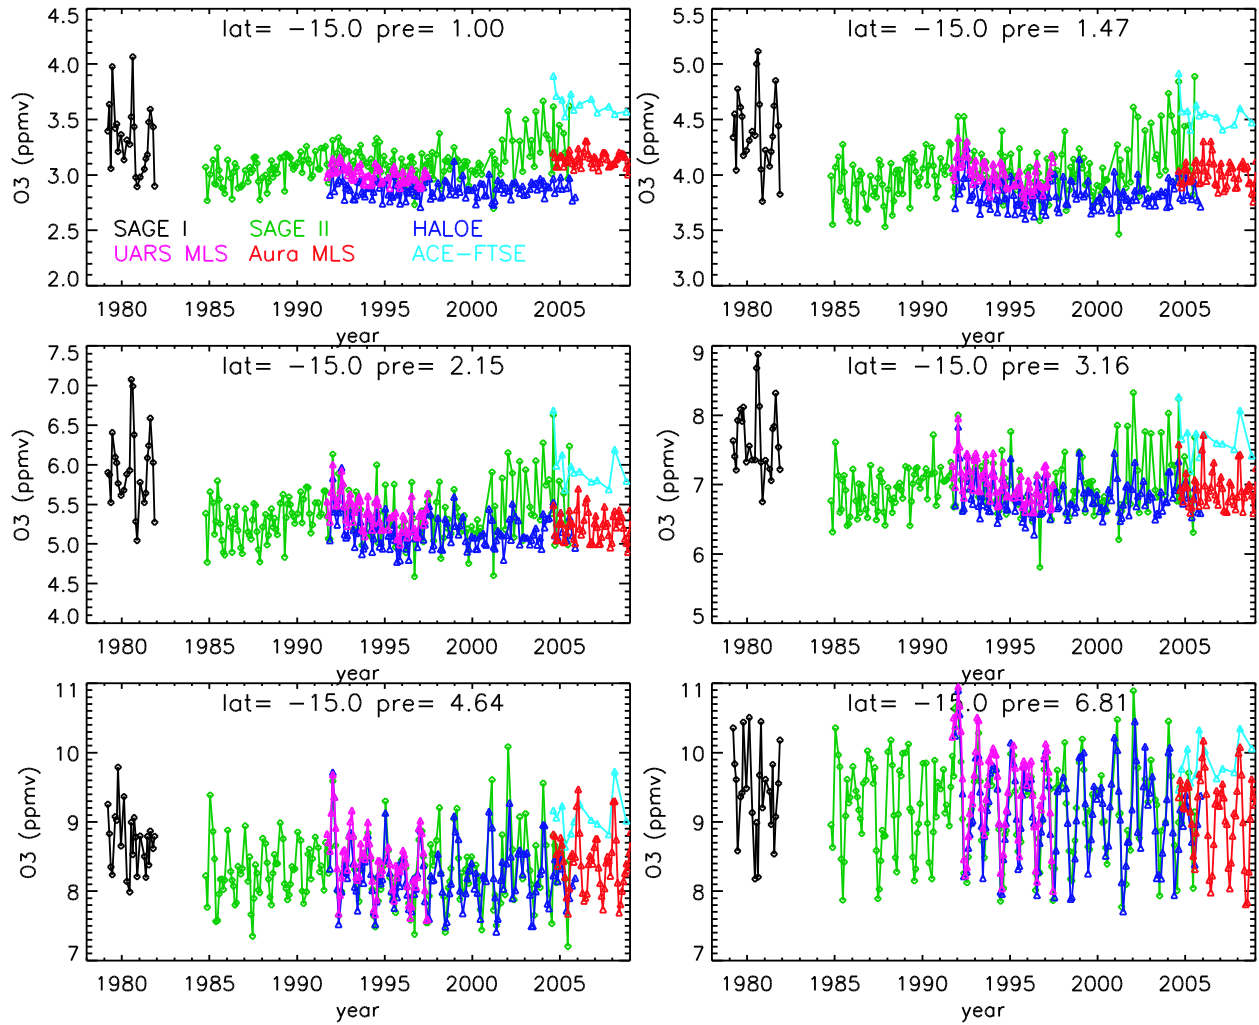 lat= −15.0 pre= 1.00
4.5
4.0
3.5
3.0
2.5
2.0
O3 (ppmv)
SAGE I SAGE II HALOE
UARS MLS Aura MLS ACE−FTSE
1980 1985 1990 1995 2000 2005
year
lat= −15.0 pre= 1.47
5.5
5.0
4.5
4.0
3.5
3.0
O3 (ppmv)
1980 1985 1990 1995 2000 2005
year
lat= −15.0 pre= 2.15
7.5
7.0
6.5
6.0
5.5
5.0
4.5
4.0
O3 (ppmv)
1980 1985 1990 1995 2000 2005
year
lat= −15.0 pre= 3.16
9
8
7
6
5
O3 (ppmv)
1980 1985 1990 1995 2000 2005
year
lat= −15.0 pre= 4.64
11
10
9
8
7
O3 (ppmv)
1980 1985 1990 1995 2000 2005
year
lat= −15.0 pre= 6.81
11
10
9
8
7
O3 (ppmv)
1980 1985 1990 1995 2000 2005
year